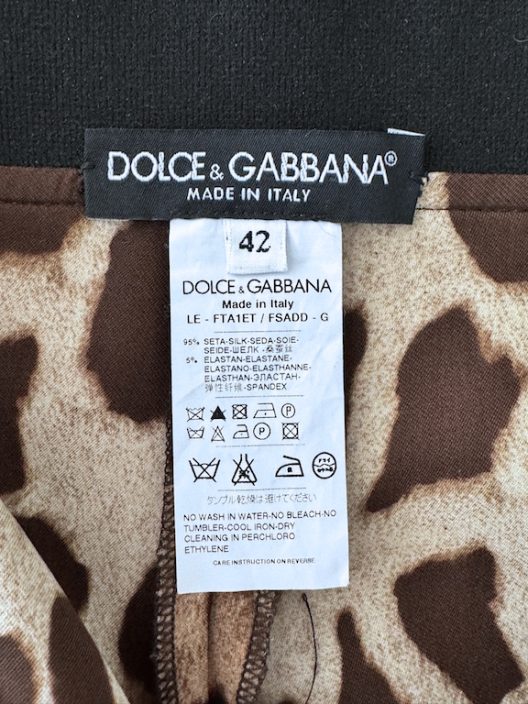 DOLCE & GABBANA®
MADE IN ITALY
42
DOLCE & GABBANA
Made in Italy
LE - FTA1ET / FSADD - G
95% SETA-SILK-SEDA-SOIE-
SEIDE-ШЕЛК -桑蚕丝
5% ELASTAN-ELASTANE-
ELASTANO-ELASTHANNE-
ELASTHAN-ЭЛАСТАН-
弹性纤维-SPANDEX
P
P
ドライ
タンブル乾燥は避けてください
NO WASH IN WATER-NO BLEACH-NO
TUMBLER-COOL IRON-DRY
CLEANING IN PERCHLORO
ETHYLENE
CARE INSTRUCTION ON REVERSE